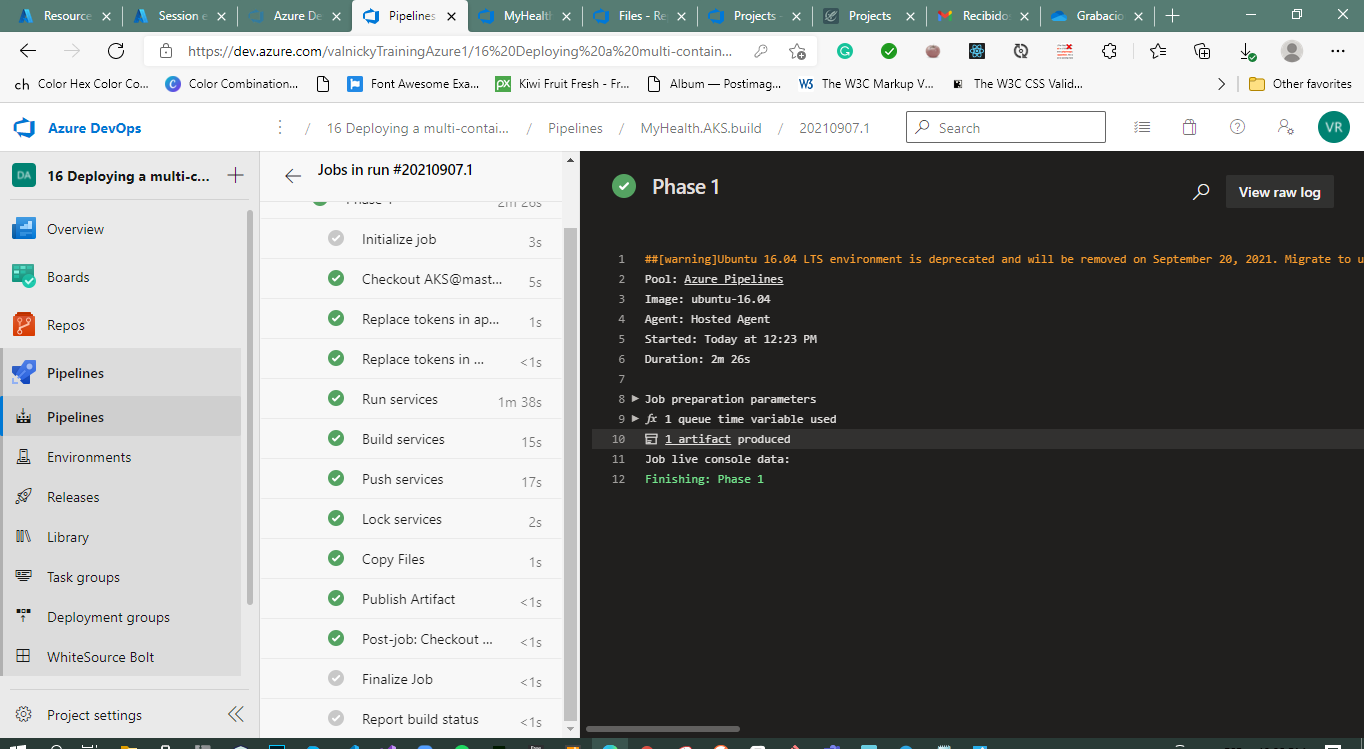 Resource
Session e
Azure De
Pipelines
MyHealth
Files - Re
Projects -
Projects
Recibidos
Grabacio
https://dev.azure.com/valnickyTrainingAzure1/16%20Deploying%20a%20multi-contain...
ch Color Hex Color Co...
C Color Combination...
Font Awesome Exa...
px Kiwi Fruit Fresh - Fr...
Album — Postimag...
W3 The W3C Markup V...
The W3C CSS Valid...
Other favorites
Azure DevOps
/ 16 Deploying a multi-contai... / Pipelines / MyHealth.AKS.build / 20210907.1
Search
VR
DA 16 Deploying a multi-c...
Overview
Boards
Repos
Pipelines
Pipelines
Environments
Releases
Library
Task groups
Deployment groups
WhiteSource Bolt
Project settings
Jobs in run #20210907.1
Phase 1 2m 26s
Initialize job 3s
Checkout AKS@mast... 5s
Replace tokens in ap... 1s
Replace tokens in ... <1s
Run services 1m 38s
Build services 15s
Push services 17s
Lock services 2s
Copy Files 1s
Publish Artifact <1s
Post-job: Checkout ... <1s
Finalize Job <1s
Report build status <1s
Phase 1
View raw log
1 ##[warning]Ubuntu 16.04 LTS environment is deprecated and will be removed on September 20, 2021. Migrate to u
2 Pool: Azure Pipelines
3 Image: ubuntu-16.04
4 Agent: Hosted Agent
5 Started: Today at 12:23 PM
6 Duration: 2m 26s
7
8 Job preparation parameters
9 fx 1 queue time variable used
10 1 artifact produced
11 Job live console data:
12 Finishing: Phase 1